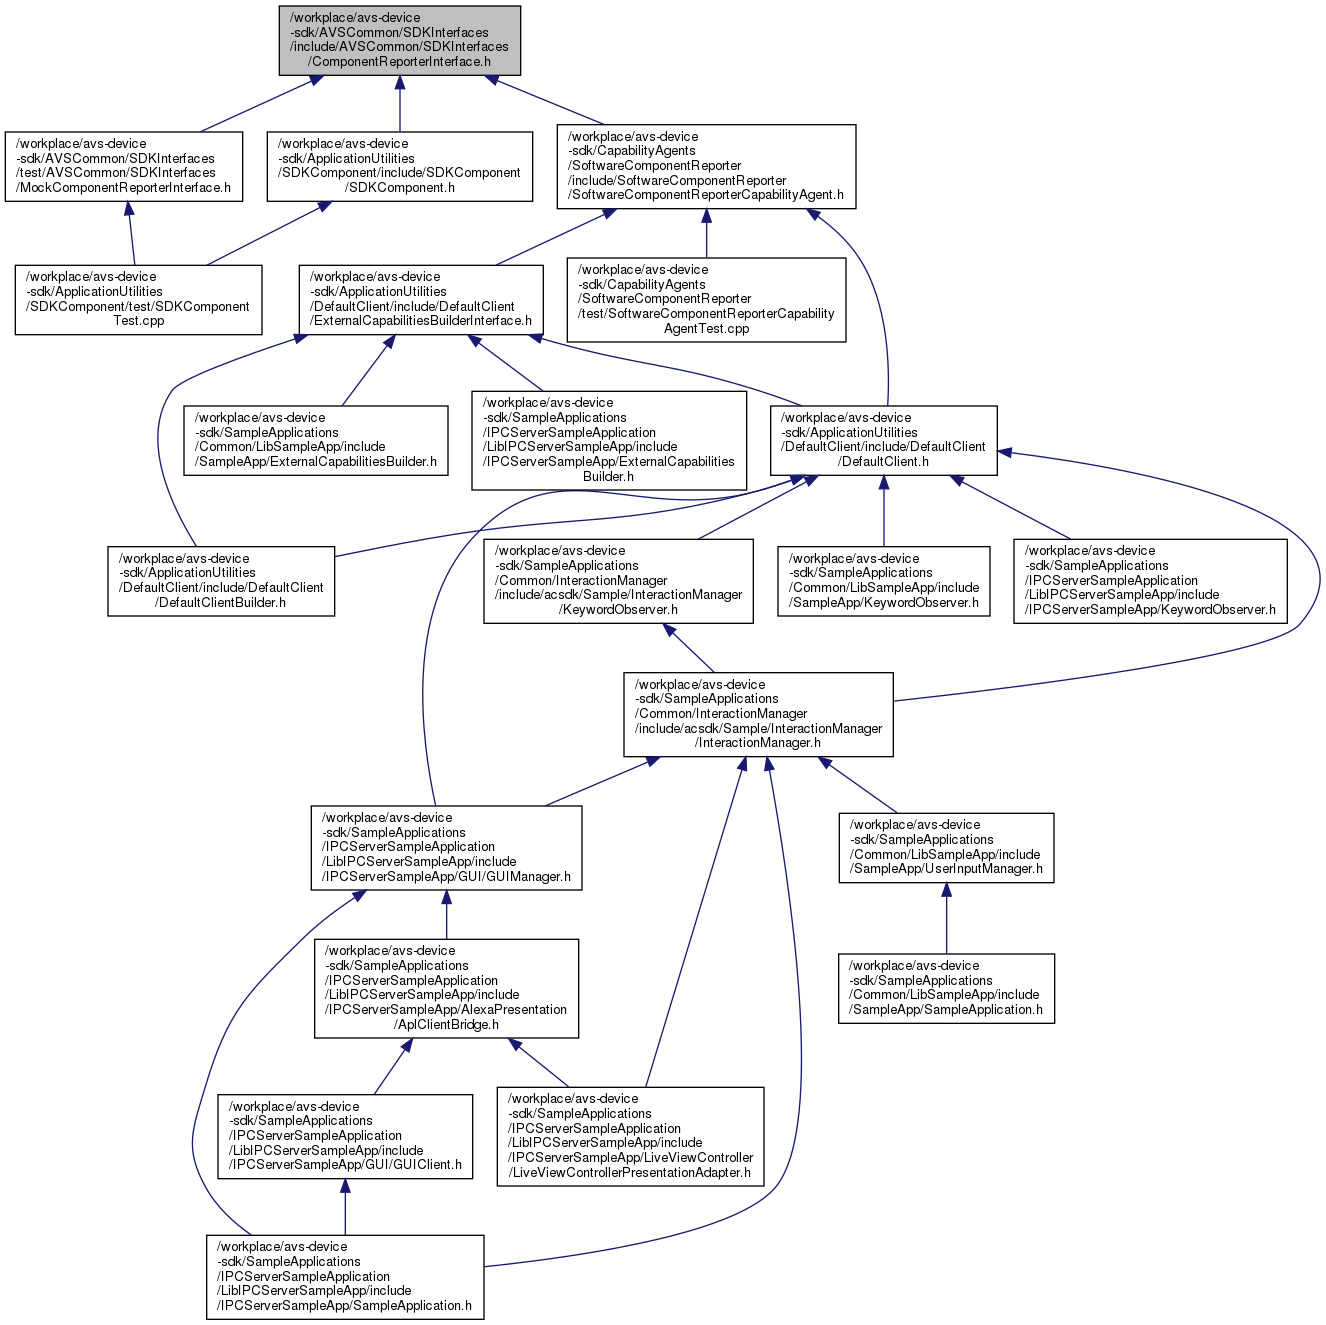 /workplace/avs-device
-sdk/AVSCommon/SDKInterfaces
/include/AVSCommon/SDKInterfaces
/ComponentReporterInterface.h
/workplace/avs-device
-sdk/AVSCommon/SDKInterfaces
/test/AVSCommon/SDKInterfaces
/MockComponentReporterInterface.h
/workplace/avs-device
-sdk/ApplicationUtilities
/SDKComponent/include/SDKComponent
/SDKComponent.h
/workplace/avs-device
-sdk/CapabilityAgents
/SoftwareComponentReporter
/include/SoftwareComponentReporter
/SoftwareComponentReporterCapabilityAgent.h
/workplace/avs-device
-sdk/ApplicationUtilities
/SDKComponent/test/SDKComponent
Test.cpp
/workplace/avs-device
-sdk/ApplicationUtilities
/DefaultClient/include/DefaultClient
/ExternalCapabilitiesBuilderInterface.h
/workplace/avs-device
-sdk/CapabilityAgents
/SoftwareComponentReporter
/test/SoftwareComponentReporterCapability
AgentTest.cpp
/workplace/avs-device
-sdk/SampleApplications
/Common/LibSampleApp/include
/SampleApp/ExternalCapabilitiesBuilder.h
/workplace/avs-device
-sdk/SampleApplications
/IPCServerSampleApplication
/LibIPCServerSampleApp/include
/IPCServerSampleApp/ExternalCapabilities
Builder.h
/workplace/avs-device
-sdk/ApplicationUtilities
/DefaultClient/include/DefaultClient
/DefaultClient.h
/workplace/avs-device
-sdk/ApplicationUtilities
/DefaultClient/include/DefaultClient
/DefaultClientBuilder.h
/workplace/avs-device
-sdk/SampleApplications
/Common/InteractionManager
/include/acsdk/Sample/InteractionManager
/KeywordObserver.h
/workplace/avs-device
-sdk/SampleApplications
/Common/LibSampleApp/include
/SampleApp/KeywordObserver.h
/workplace/avs-device
-sdk/SampleApplications
/IPCServerSampleApplication
/LibIPCServerSampleApp/include
/IPCServerSampleApp/KeywordObserver.h
/workplace/avs-device
-sdk/SampleApplications
/Common/InteractionManager
/include/acsdk/Sample/InteractionManager
/InteractionManager.h
/workplace/avs-device
-sdk/SampleApplications
/IPCServerSampleApplication
/LibIPCServerSampleApp/include
/IPCServerSampleApp/GUI/GUIManager.h
/workplace/avs-device
-sdk/SampleApplications
/Common/LibSampleApp/include
/SampleApp/UserInputManager.h
/workplace/avs-device
-sdk/SampleApplications
/IPCServerSampleApplication
/LibIPCServerSampleApp/include
/IPCServerSampleApp/AlexaPresentation
/AplClientBridge.h
/workplace/avs-device
-sdk/SampleApplications
/Common/LibSampleApp/include
/SampleApp/SampleApplication.h
/workplace/avs-device
-sdk/SampleApplications
/IPCServerSampleApplication
/LibIPCServerSampleApp/include
/IPCServerSampleApp/GUI/GUIClient.h
/workplace/avs-device
-sdk/SampleApplications
/IPCServerSampleApplication
/LibIPCServerSampleApp/include
/IPCServerSampleApp/LiveViewController
/LiveViewControllerPresentationAdapter.h
/workplace/avs-device
-sdk/SampleApplications
/IPCServerSampleApplication
/LibIPCServerSampleApp/include
/IPCServerSampleApp/SampleApplication.h